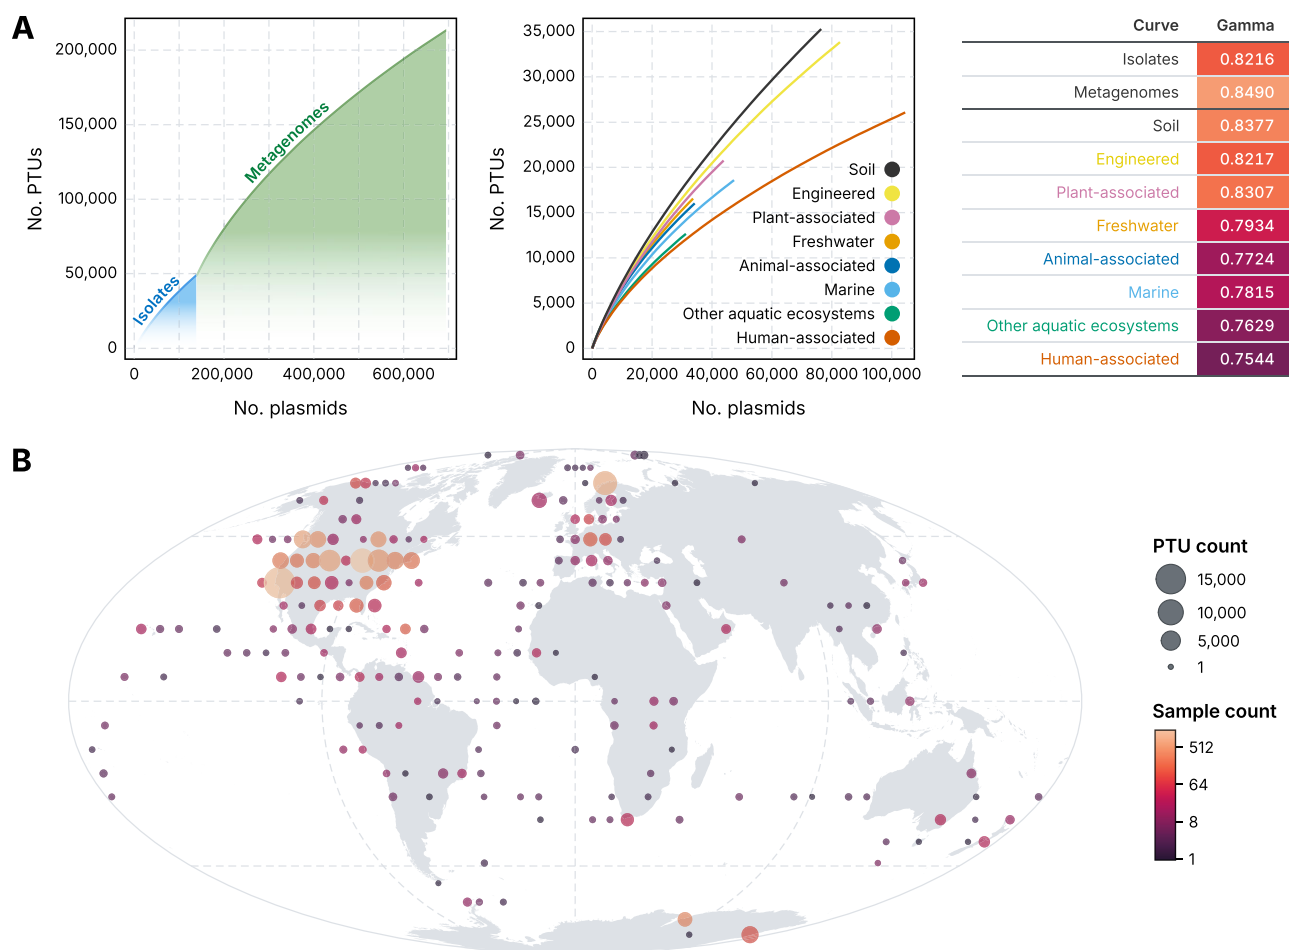 A
No. PTUs
200,000
150,000
100,000
50,000
0
Isolates
Metagenomes
0
200,000
400,000
600,000
No. plasmids
No. PTUs
35,000
30,000
25,000
20,000
15,000
10,000
5,000
0
Soil
Engineered
Plant-associated
Freshwater
Animal-associated
Marine
Other aquatic ecosystems
Human-associated
0
20,000
40,000
60,000
80,000
100,000
No. plasmids
Curve Gamma
Isolates 0.8216
Metagenomes 0.8490
Soil 0.8377
Engineered 0.8217
Plant-associated 0.8307
Freshwater 0.7934
Animal-associated 0.7724
Marine 0.7815
Other aquatic ecosystems 0.7629
Human-associated 0.7544
B
PTU count
15,000
10,000
5,000
1
Sample count
512
64
8
1